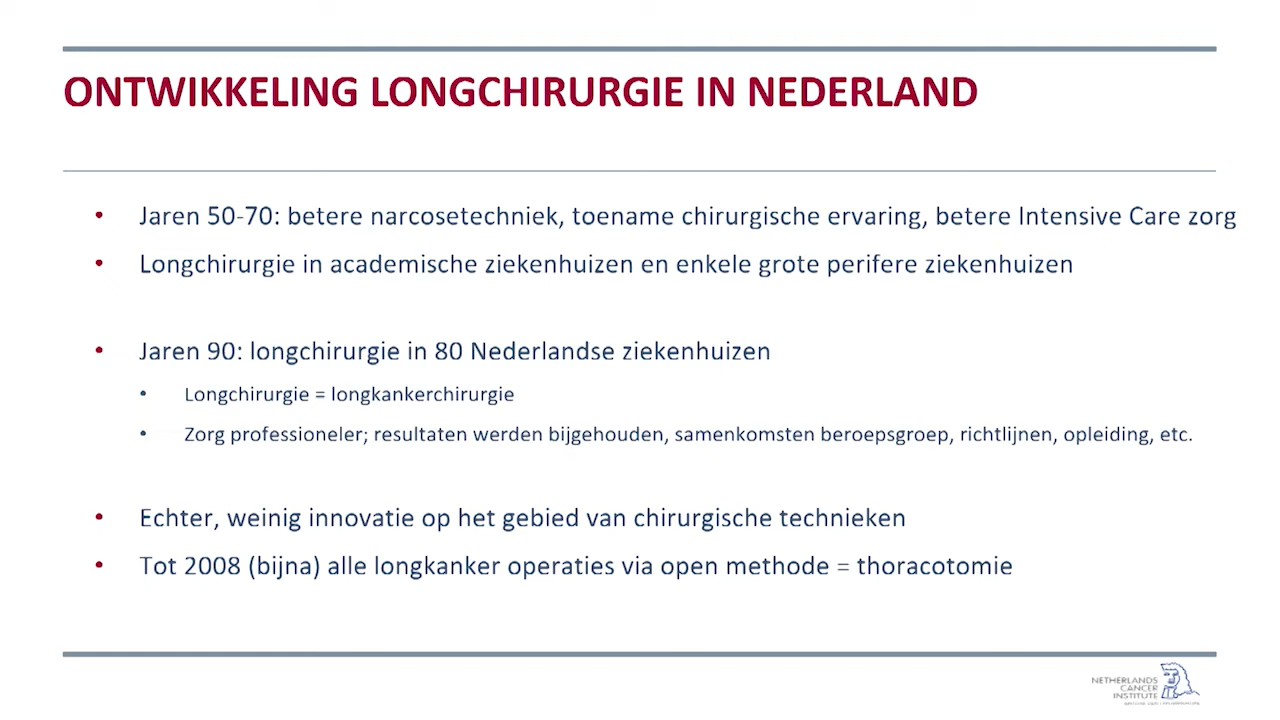 ONTWIKKELING LONGCHIRURGIE IN NEDERLAND
• Jaren 50-70: betere narcosetechniek, toename chirurgische ervaring, betere Intensive Care zorg
• Longchirurgie in academische ziekenhuizen en enkele grote perifere ziekenhuizen
• Jaren 90: longchirurgie in 80 Nederlandse ziekenhuizen
• Longchirurgie = longkankerchirurgie
• Zorg professioneler; resultaten werden bijgehouden, samenkomsten beroepsgroep, richtlijnen, opleiding, etc.
• Echter, weinig innovatie op het gebied van chirurgische technieken
• Tot 2008 (bijna) alle longkanker operaties via open methode = thoracotomie
NETHERLANDS
CANCER
INSTITUTE